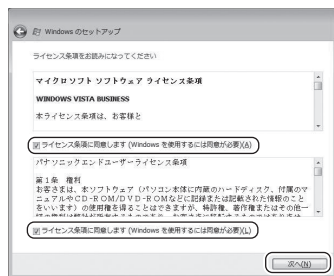 Windows のセットアップ
ライセンス条項をお読みになってください
マイクロソフト ソフトウェア ライセンス条項
WINDOWS VISTA BUSINESS
本ライセンス条項は、お客様と
ライセンス条項に同意します (Windows を使用するには同意が必要)(A)
パナソニックエンドユーザーライセンス条項
第1条 権利
お客さまは、本ソフトウェア（パソコン本体に内蔵のハードディスク、付属のマ
ニュアルやCD-ROM/DVD-ROMなどに記録または記載された情報のこと
をいいます）の使用権を得ることはできますが、特許権、著作権またはその他一
ライセンス条項に同意します (Windows を使用するには同意が必要)(L)
次へ(N)